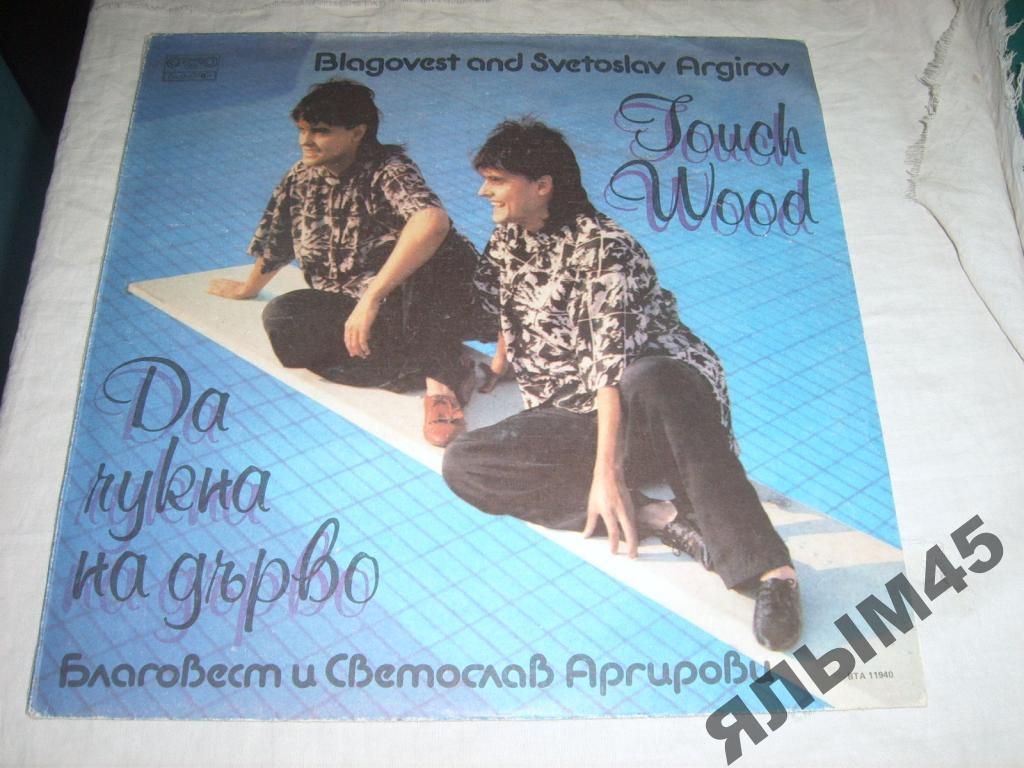 Blagovest and Svetoslav Argirov
Touch
Wood
Да
чукна
на дърво
Благовест и Светослав Аргирови
ВТА 11940
ЯЛЫМ45